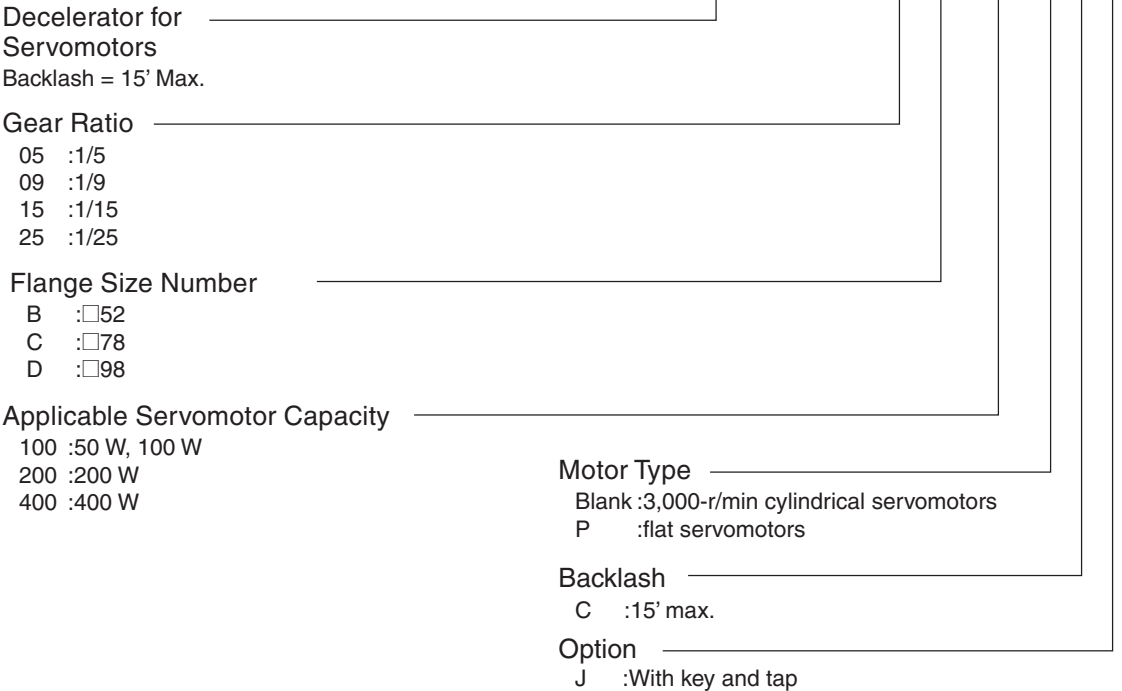 Decelerator for
Servomotors
Backlash = 15’ Max.
Gear Ratio
05 :1/5
09 :1/9
15 :1/15
25 :1/25
Flange Size Number
B :□52
C :□78
D :□98
Applicable Servomotor Capacity
100 :50 W, 100 W
200 :200 W
400 :400 W
Motor Type
Blank :3,000-r/min cylindrical servomotors
P :flat servomotors
Backlash
C :15’ max.
Option
J :With key and tap